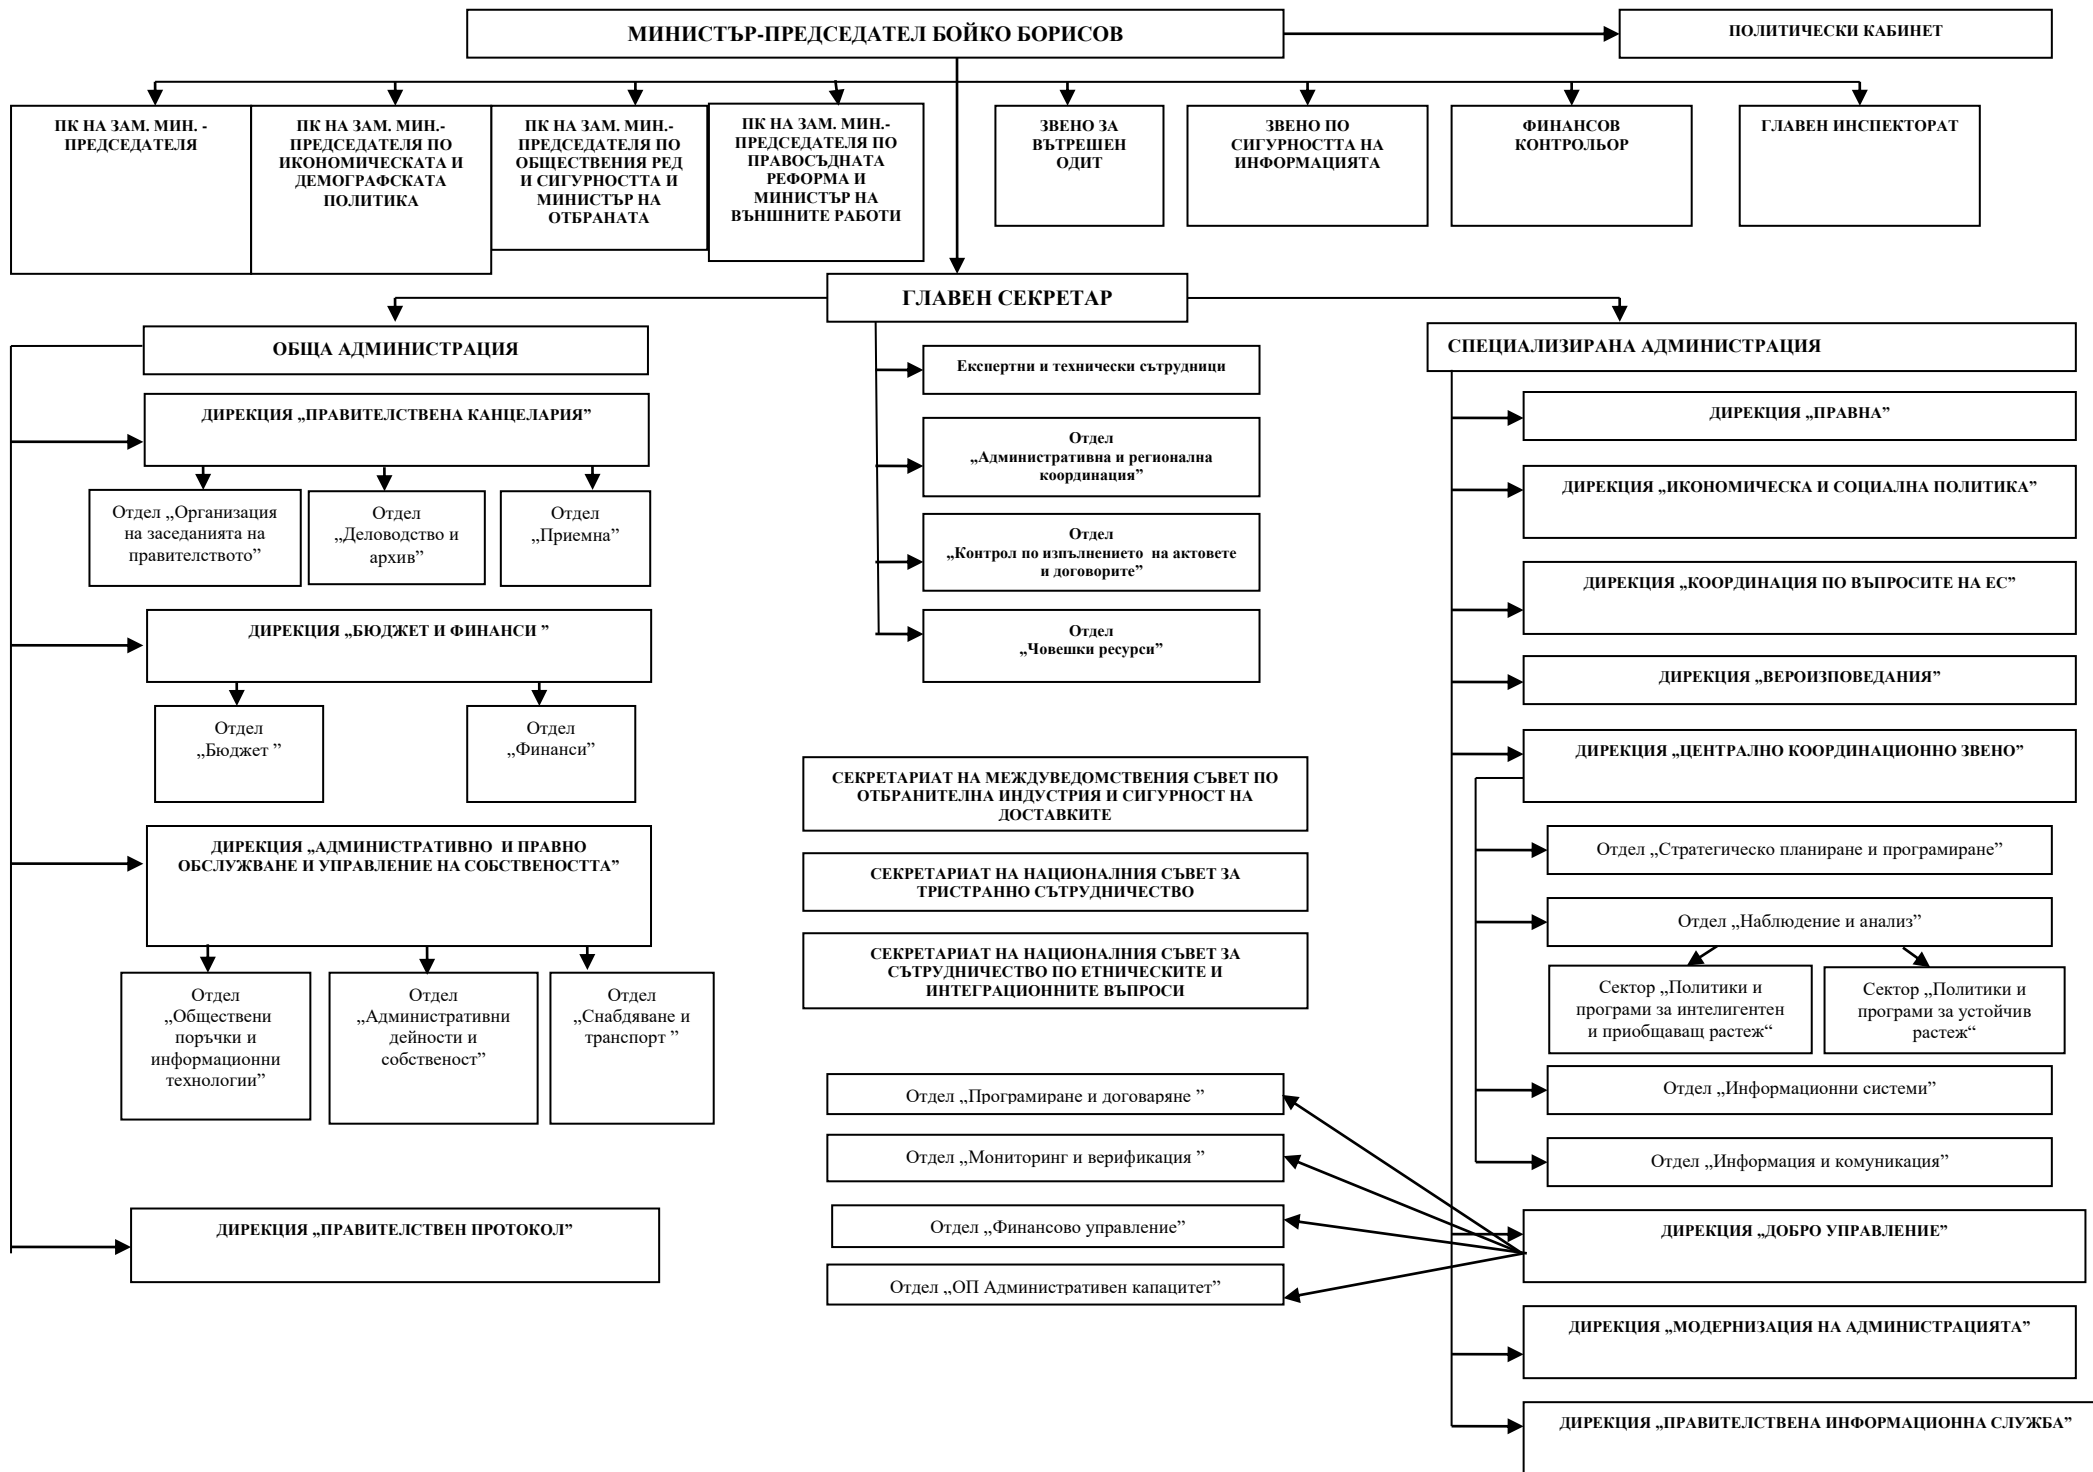 МИНИСТЪР-ПРЕДСЕДАТЕЛ БОЙКО БОРИСОВ
ПОЛИТИЧЕСКИ КАБИНЕТ
ПК НА ЗАМ. МИН. -
ПРЕДСЕДАТЕЛЯ
ПК НА ЗАМ. МИН.-
ПРЕДСЕДАТЕЛЯ ПО
ИКОНОМИЧЕСКАТА И
ДЕМОГРАФСКАТА
ПОЛИТИКА
ПК НА ЗАМ. МИН.-
ПРЕДСЕДАТЕЛЯ ПО
ОБЩЕСТВЕНИЯ РЕД
И СИГУРНОСТТА И
МИНИСТЪР НА
ОТБРАНАТА
ПК НА ЗАМ. МИН.-
ПРЕДСЕДАТЕЛЯ ПО
ПРАВОСЪДНАТА
РЕФОРМА И
МИНИСТЪР НА
ВЪНШНИТЕ РАБОТИ
ЗВЕНО ЗА
ВЪТРЕШЕН
ОДИТ
ЗВЕНО ПО
СИГУРНОСТТА НА
ИНФОРМАЦИЯТА
ФИНАНСОВ
КОНТРОЛЬОР
ГЛАВЕН ИНСПЕКТОРАТ
ГЛАВЕН СЕКРЕТАР
ОБЩА АДМИНИСТРАЦИЯ
ДИРЕКЦИЯ „ПРАВИТЕЛСТВЕНА КАНЦЕЛАРИЯ”
Отдел „Организация
на заседанията на
правителството”
Отдел
„Деловодство и
архив”
Отдел
„Приемна”
ДИРЕКЦИЯ „БЮДЖЕТ И ФИНАНСИ ”
Отдел
„Бюджет ”
Отдел
„Финанси”
ДИРЕКЦИЯ „АДМИНИСТРАТИВНО  И ПРАВНО
ОБСЛУЖВАНЕ И УПРАВЛЕНИЕ НА СОБСТВЕНОСТТА”
Отдел
„Обществени
поръчки и
информационни
технологии”
Отдел
„Административни
дейности и
собственост”
Отдел
„Снабдяване и
транспорт ”
ДИРЕКЦИЯ „ПРАВИТЕЛСТВЕН ПРОТОКОЛ”
Експертни и технически сътрудници
Отдел
„Административна и регионална
координация”
Отдел
„Контрол по изпълнението  на актовете
и договорите”
Отдел
„Човешки ресурси”
СЕКРЕТАРИАТ НА МЕЖДУВЕДОМСТВЕНИЯ СЪВЕТ ПО
ОТБРАНИТЕЛНА ИНДУСТРИЯ И СИГУРНОСТ НА
ДОСТАВКИТЕ
СЕКРЕТАРИАТ НА НАЦИОНАЛНИЯ СЪВЕТ ЗА
ТРИСТРАННО СЪТРУДНИЧЕСТВО
СЕКРЕТАРИАТ НА НАЦИОНАЛНИЯ СЪВЕТ ЗА
СЪТРУДНИЧЕСТВО ПО ЕТНИЧЕСКИТЕ И
ИНТЕГРАЦИОННИТЕ ВЪПРОСИ
Отдел „Програмиране и договаряне ”
Отдел „Мониторинг и верификация ”
Отдел „Финансово управление”
Отдел „ОП Административен капацитет”
СПЕЦИАЛИЗИРАНА АДМИНИСТРАЦИЯ
ДИРЕКЦИЯ „ПРАВНА”
ДИРЕКЦИЯ „ИКОНОМИЧЕСКА И СОЦИАЛНА ПОЛИТИКА”
ДИРЕКЦИЯ „КООРДИНАЦИЯ ПО ВЪПРОСИТЕ НА ЕС”
ДИРЕКЦИЯ „ВЕРОИЗПОВЕДАНИЯ”
ДИРЕКЦИЯ „ЦЕНТРАЛНО КООРДИНАЦИОННО ЗВЕНО”
Отдел „Стратегическо планиране и програмиране”
Отдел „Наблюдение и анализ”
Сектор „Политики и
програми за интелигентен
и приобщаващ растеж“
Сектор „Политики и
програми за устойчив
растеж“
Отдел „Информационни системи”
Отдел „Информация и комуникация”
ДИРЕКЦИЯ „ДОБРО УПРАВЛЕНИЕ”
ДИРЕКЦИЯ „МОДЕРНИЗАЦИЯ НА АДМИНИСТРАЦИЯТА”
ДИРЕКЦИЯ „ПРАВИТЕЛСТВЕНА ИНФОРМАЦИОННА СЛУЖБА”